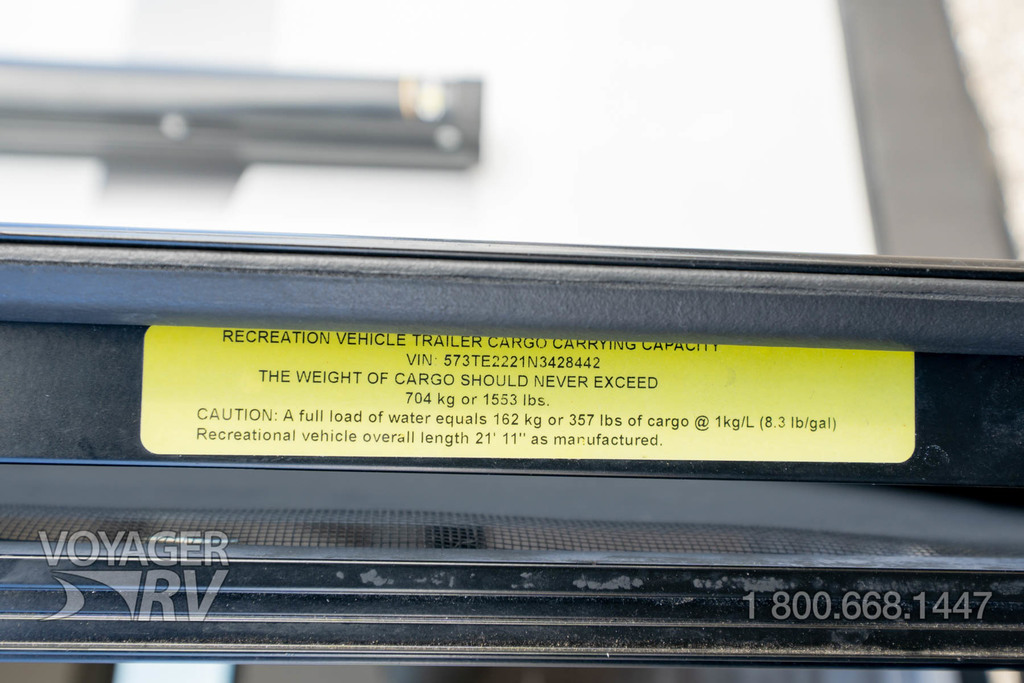 RECREATION VEHICLE TRAILER CARGO CARRYING CAPACITY
VIN: 573TE2221N3428442
THE WEIGHT OF CARGO SHOULD NEVER EXCEED
704 kg or 1553 lbs.
CAUTION: A full load of water equals 162 kg or 357 lbs of cargo @ 1kg/L (8.3 lb/gal)
Recreational vehicle overall length 21' 11" as manufactured.
VOYAGER
RV
1 800.668.1447